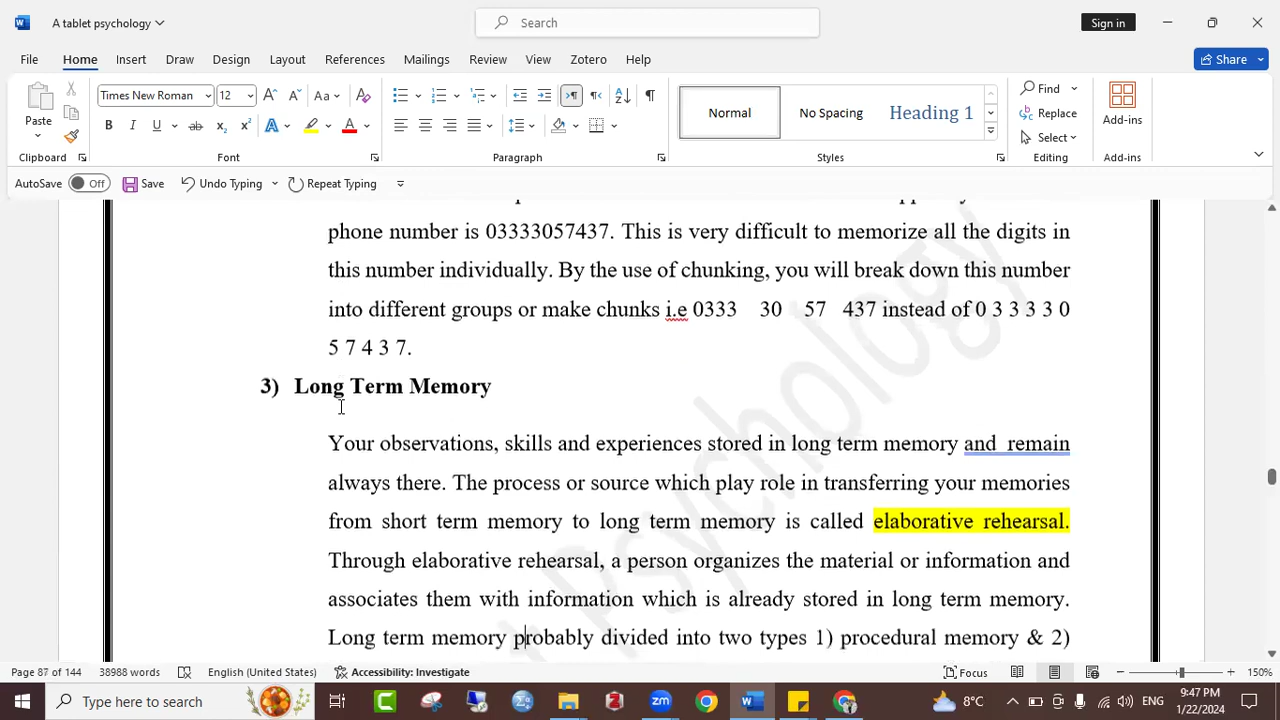 A tablet psychology
Search
Sign in
File Home Insert Draw Design Layout References Mailings Review View Zotero Help
Share
Paste
Times New Roman 12
Aa
B I U ab x₂ x² A A
Normal No Spacing Heading 1
Find
Replace
Select
Add-ins
Clipboard Font Paragraph Styles Editing Add-ins
AutoSave Off Save Undo Typing Repeat Typing
phone number is 03333057437. This is very difficult to memorize all the digits in
this number individually. By the use of chunking, you will break down this number
into different groups or make chunks i.e 0333 30 57 437 instead of 0 3 3 3 3 0
5 7 4 3 7.
3) Long Term Memory
Your observations, skills and experiences stored in long term memory and remain
always there. The process or source which play role in transferring your memories
from short term memory to long term memory is called elaborative rehearsal.
Through elaborative rehearsal, a person organizes the material or information and
associates them with information which is already stored in long term memory.
Long term memory probably divided into two types 1) procedural memory & 2)
Psychology
Page 87 of 144 38988 words English (United States) Accessibility: Investigate Focus 150%
Type here to search
zm
8°C
ENG
9:47 PM
1/22/2024